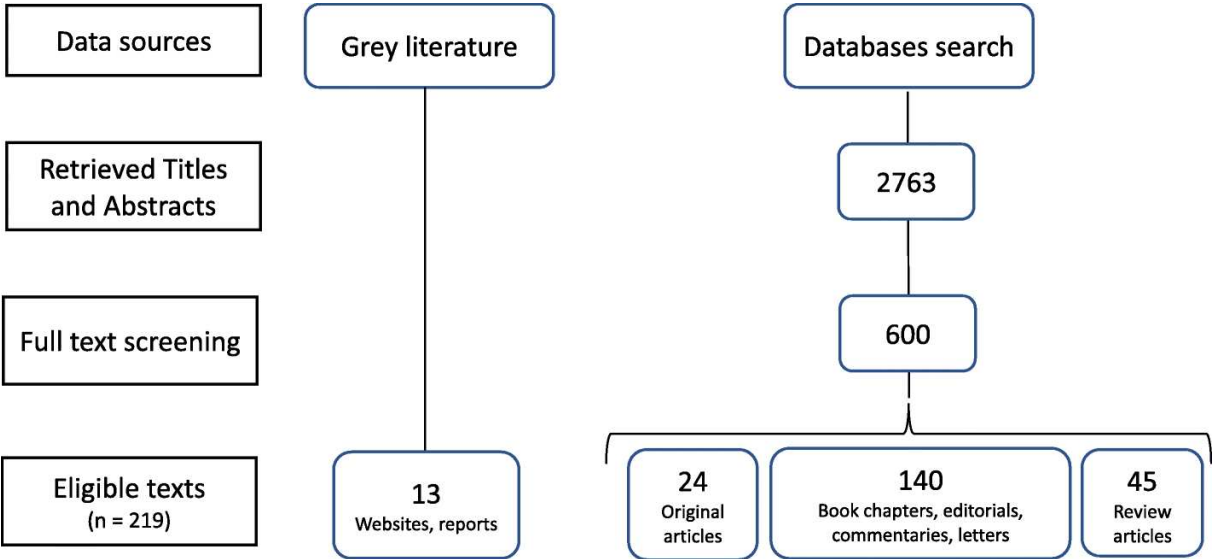 Data sources
Grey literature
Databases search
Retrieved Titles
and Abstracts
2763
Full text screening
600
Eligible texts
(n = 219)
13
Websites, reports
24
Original
articles
140
Book chapters, editorials,
commentaries, letters
45
Review
articles